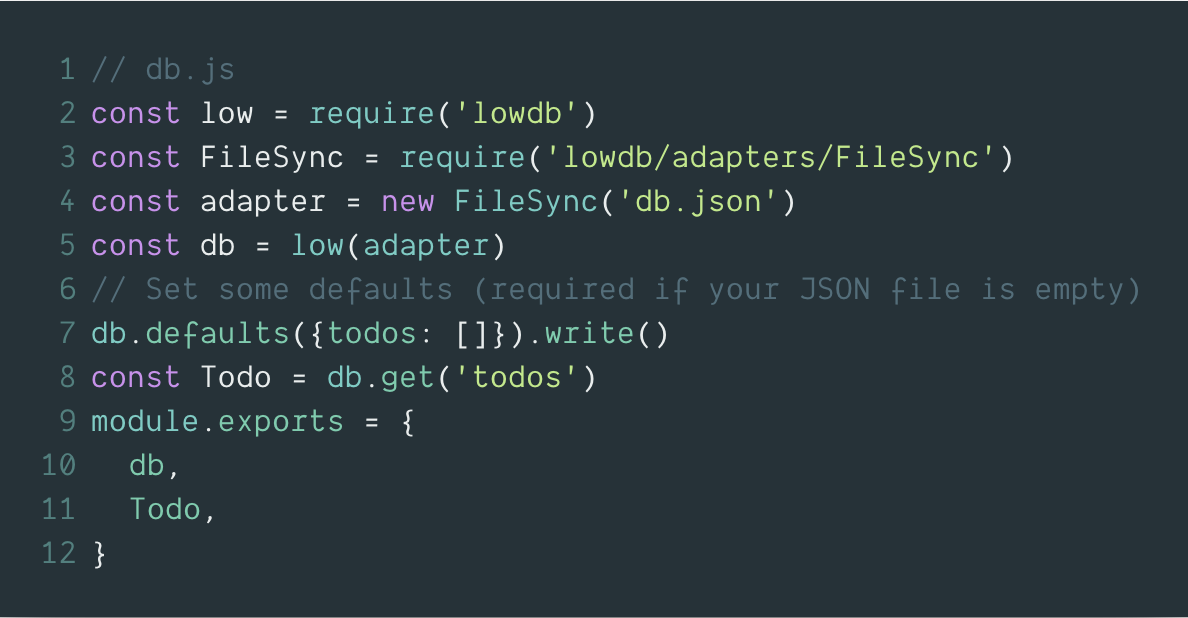 1 // db.js
2 const low = require('lowdb')
3 const FileSync = require('lowdb/adapters/FileSync')
4 const adapter = new FileSync('db.json')
5 const db = low(adapter)
6 // Set some defaults (required if your JSON file is empty)
7 db.defaults({todos: []}).write()
8 const Todo = db.get('todos')
9 module.exports = {
10   db,
11   Todo,
12 }